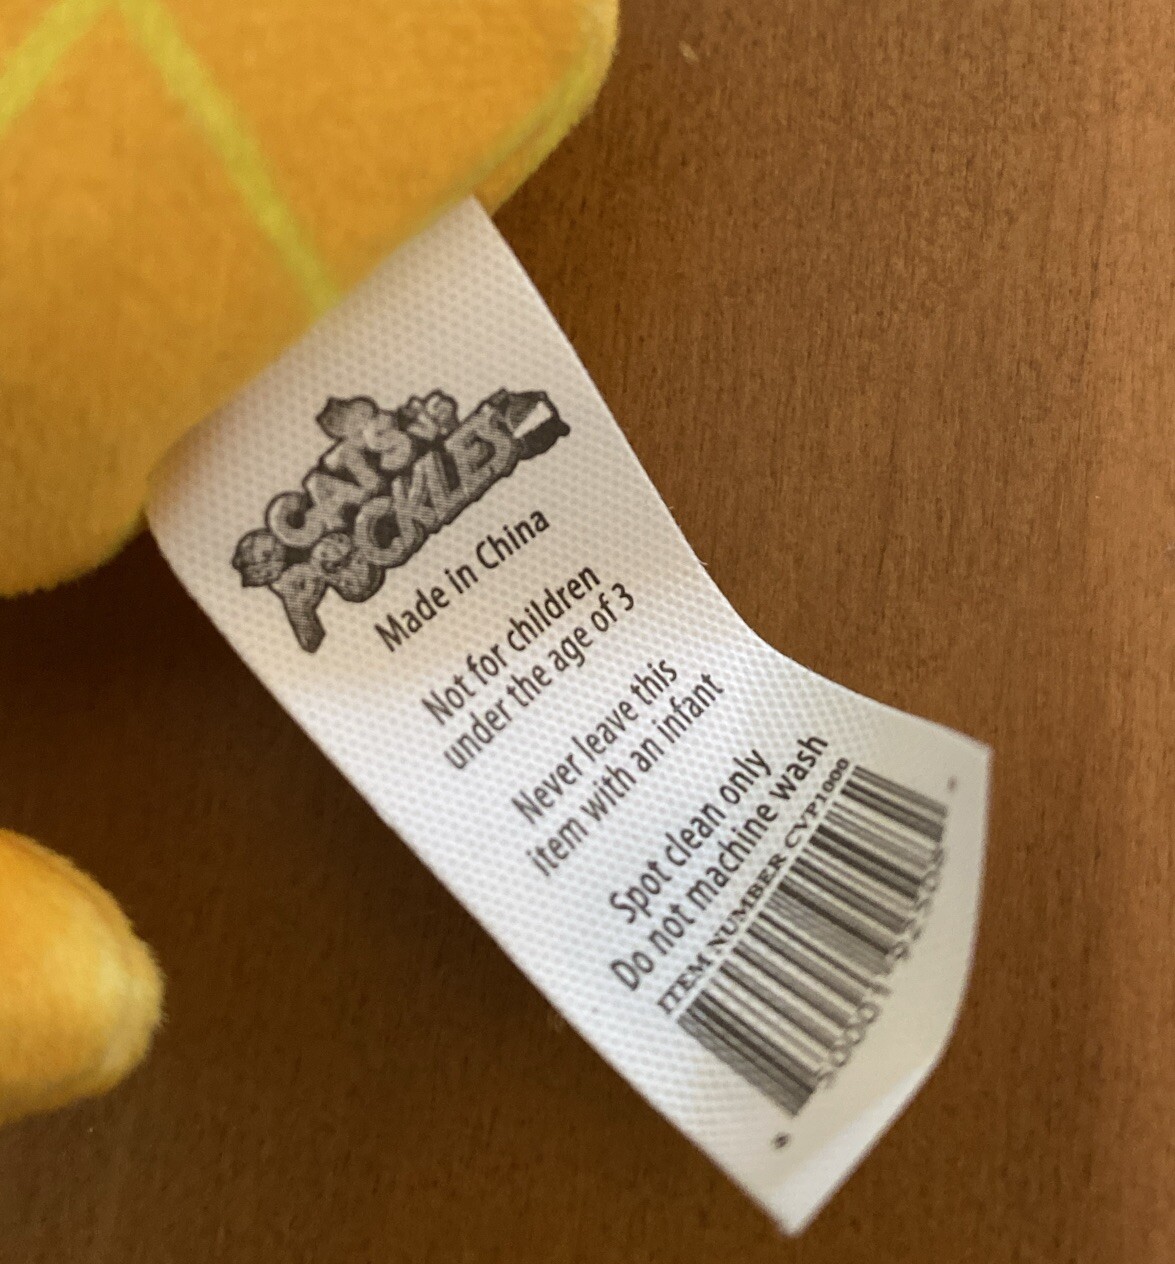 CATS vs
PICKLES
Made in China
Not for children
under the age of 3
Never leave this
item with an infant
Spot clean only
Do not machine wash
ITEM NUMBER CVP1000